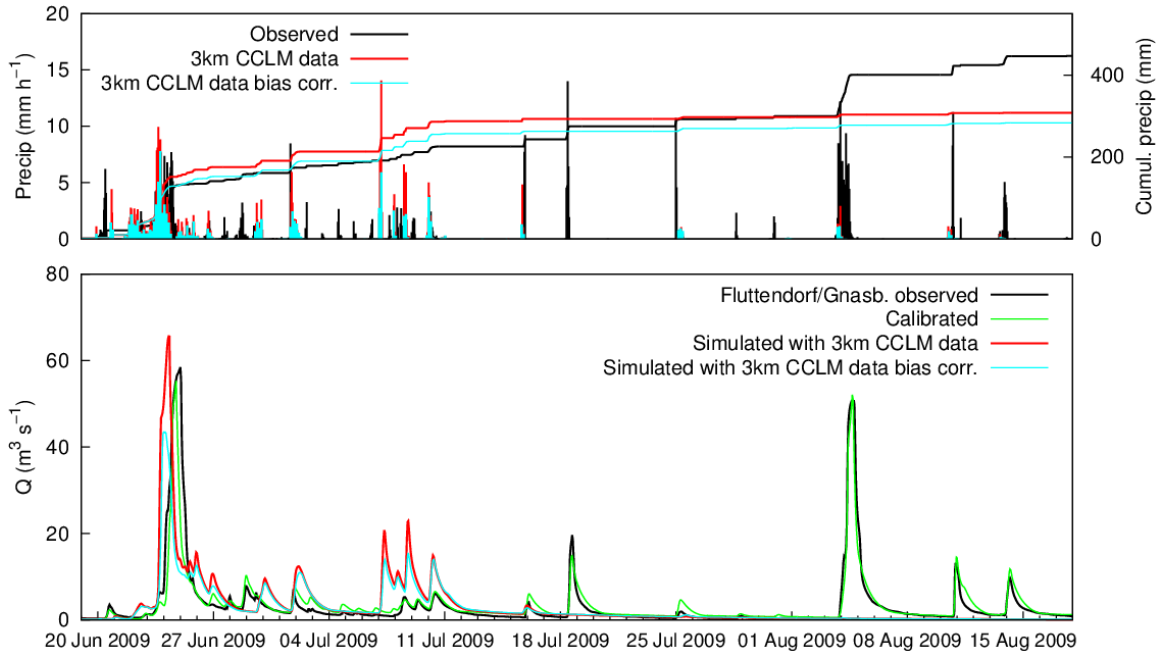 20
15
10
5
0
Precip (mm h⁻¹)
Observed
3km CCLM data
3km CCLM data bias corr.
400
200
0
Cumul. precip (mm)
80
60
40
20
0
Q (m³ s⁻¹)
Fluttendorf/Gnasb. observed
Calibrated
Simulated with 3km CCLM data
Simulated with 3km CCLM data bias corr.
20 Jun 2009 27 Jun 2009 04 Jul 2009 11 Jul 2009 18 Jul 2009 25 Jul 2009 01 Aug 2009 08 Aug 2009 15 Aug 2009